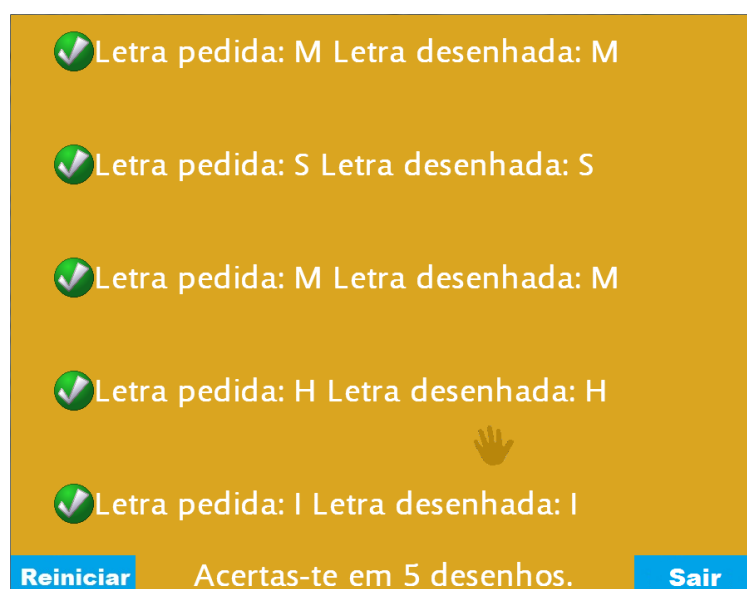 Letra pedida: M Letra desenhada: M
Letra pedida: S Letra desenhada: S
Letra pedida: M Letra desenhada: M
Letra pedida: H Letra desenhada: H
Letra pedida: I Letra desenhada: I
Reiniciar Acertas-te em 5 desenhos. Sair